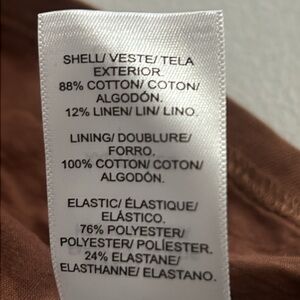 SHELL/ VESTE/ TELA
EXTERIOR.
88% COTTON/ COTON/
ALGODÓN.
12% LINEN/ LIN/ LINO.
LINING/ DOUBLURE/
FORRO.
100% COTTON/ COTON/
ALGODÓN.
ELASTIC/ ÉLASTIQUE/
ELÁSTICO.
76% POLYESTER/
POLYESTER/ POLÍESTER.
24% ELASTANE/
ELASTHANNE/ ELASTANO.